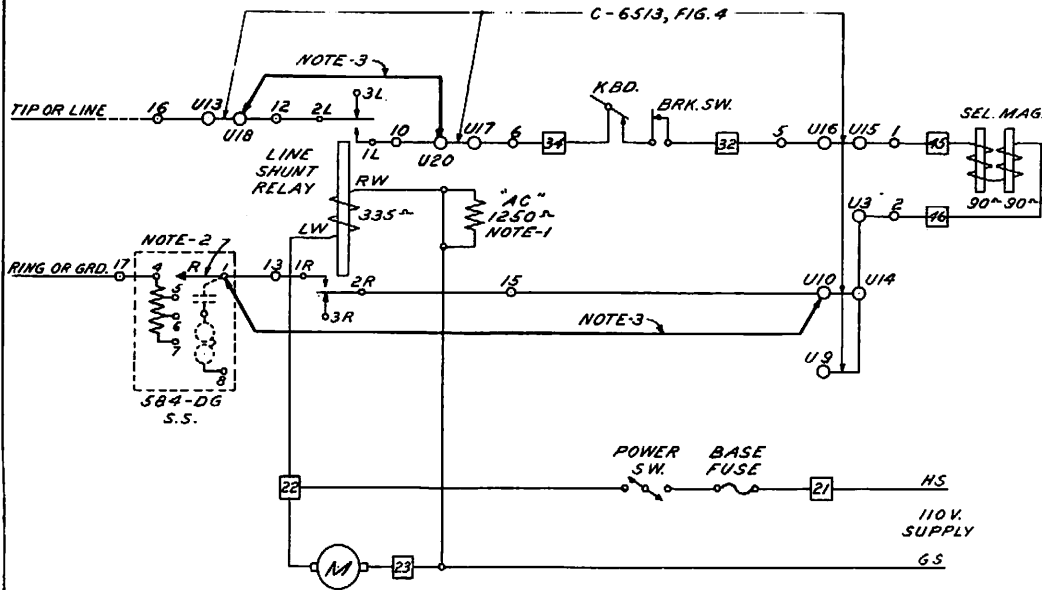 C-6513, FIG. 4
NOTE-3
KBD.
BRK. SW.
SEL. MAG.
3L
TIP OR LINE
16
U13
U18
12
2L
1L
10
U20
U17
6
34
32
5
U16
U15
1
45
LINE
SHUNT
RELAY
RW
335~
LW
"AC"
1250~
NOTE-1
U3
2
46
90~ 90~
NOTE-2
RING OR GRD.
17
4
R
1
13
1R
2R
15
U10
U14
5
6
7
8
3R
NOTE-3
U9
584-DG
S.S.
POWER
SW.
BASE
FUSE
22
21
HS
110 V.
SUPPLY
M
23
GS